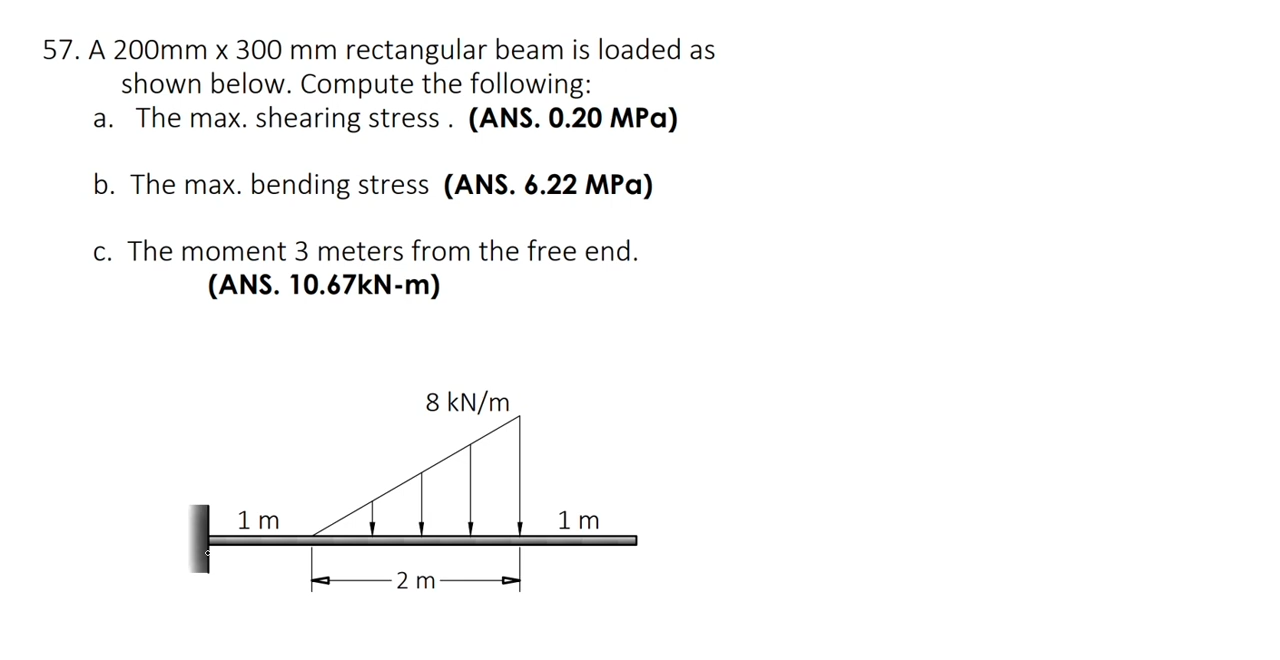 57. A 200mm x 300 mm rectangular beam is loaded as
shown below. Compute the following:
a. The max. shearing stress . (ANS. 0.20 MPa)
b. The max. bending stress (ANS. 6.22 MPa)
c. The moment 3 meters from the free end.
(ANS. 10.67kN-m)
8 kN/m
1 m
1 m
2 m